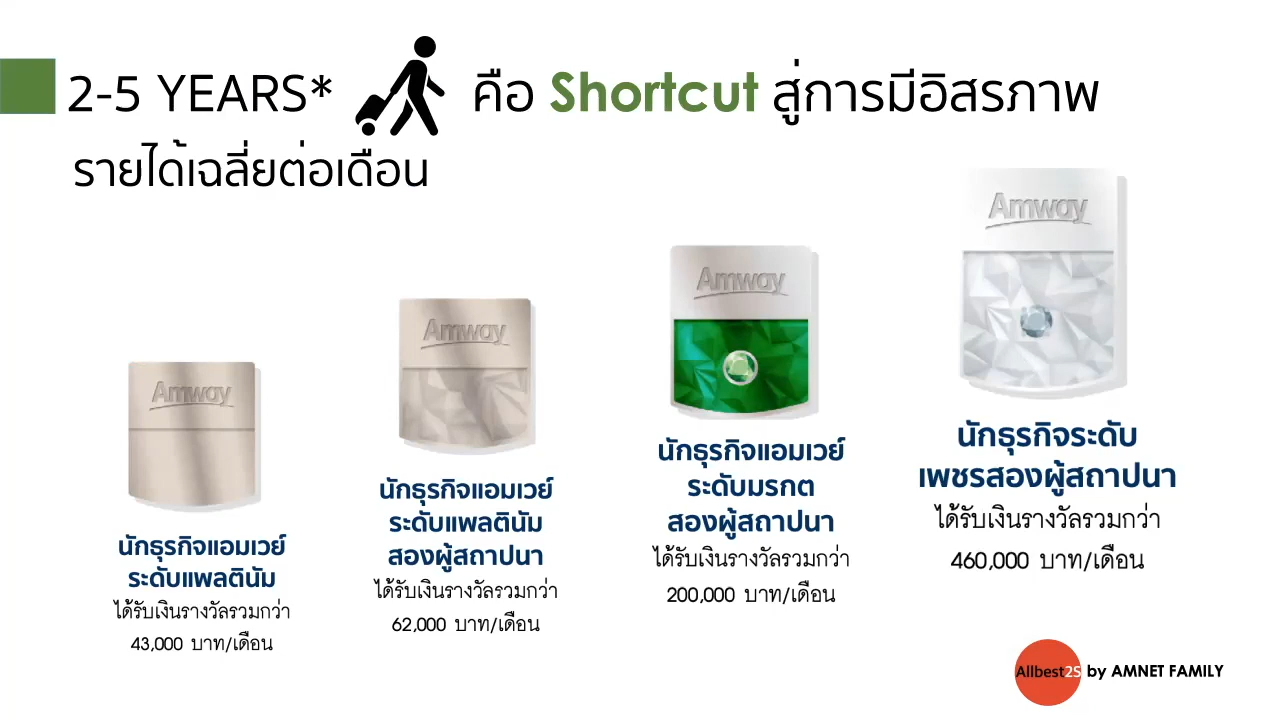 2-5 YEARS* คือ Shortcut สู่การมีอิสรภาพ
รายได้เฉลี่ยต่อเดือน
Amway
นักธุรกิจแอมเวย์
ระดับแพลตินัม
ได้รับเงินรางวัลรวมกว่า
43,000 บาท/เดือน
Amway
นักธุรกิจแอมเวย์
ระดับแพลตินัม
สองผู้สถาปนา
ได้รับเงินรางวัลรวมกว่า
62,000 บาท/เดือน
Amway
นักธุรกิจแอมเวย์
ระดับมรกต
สองผู้สถาปนา
ได้รับเงินรางวัลรวมกว่า
200,000 บาท/เดือน
Amway
นักธุรกิจระดับ
เพชรสองผู้สถาปนา
ได้รับเงินรางวัลรวมกว่า
460,000 บาท/เดือน
Allbest2S by AMNET FAMILY